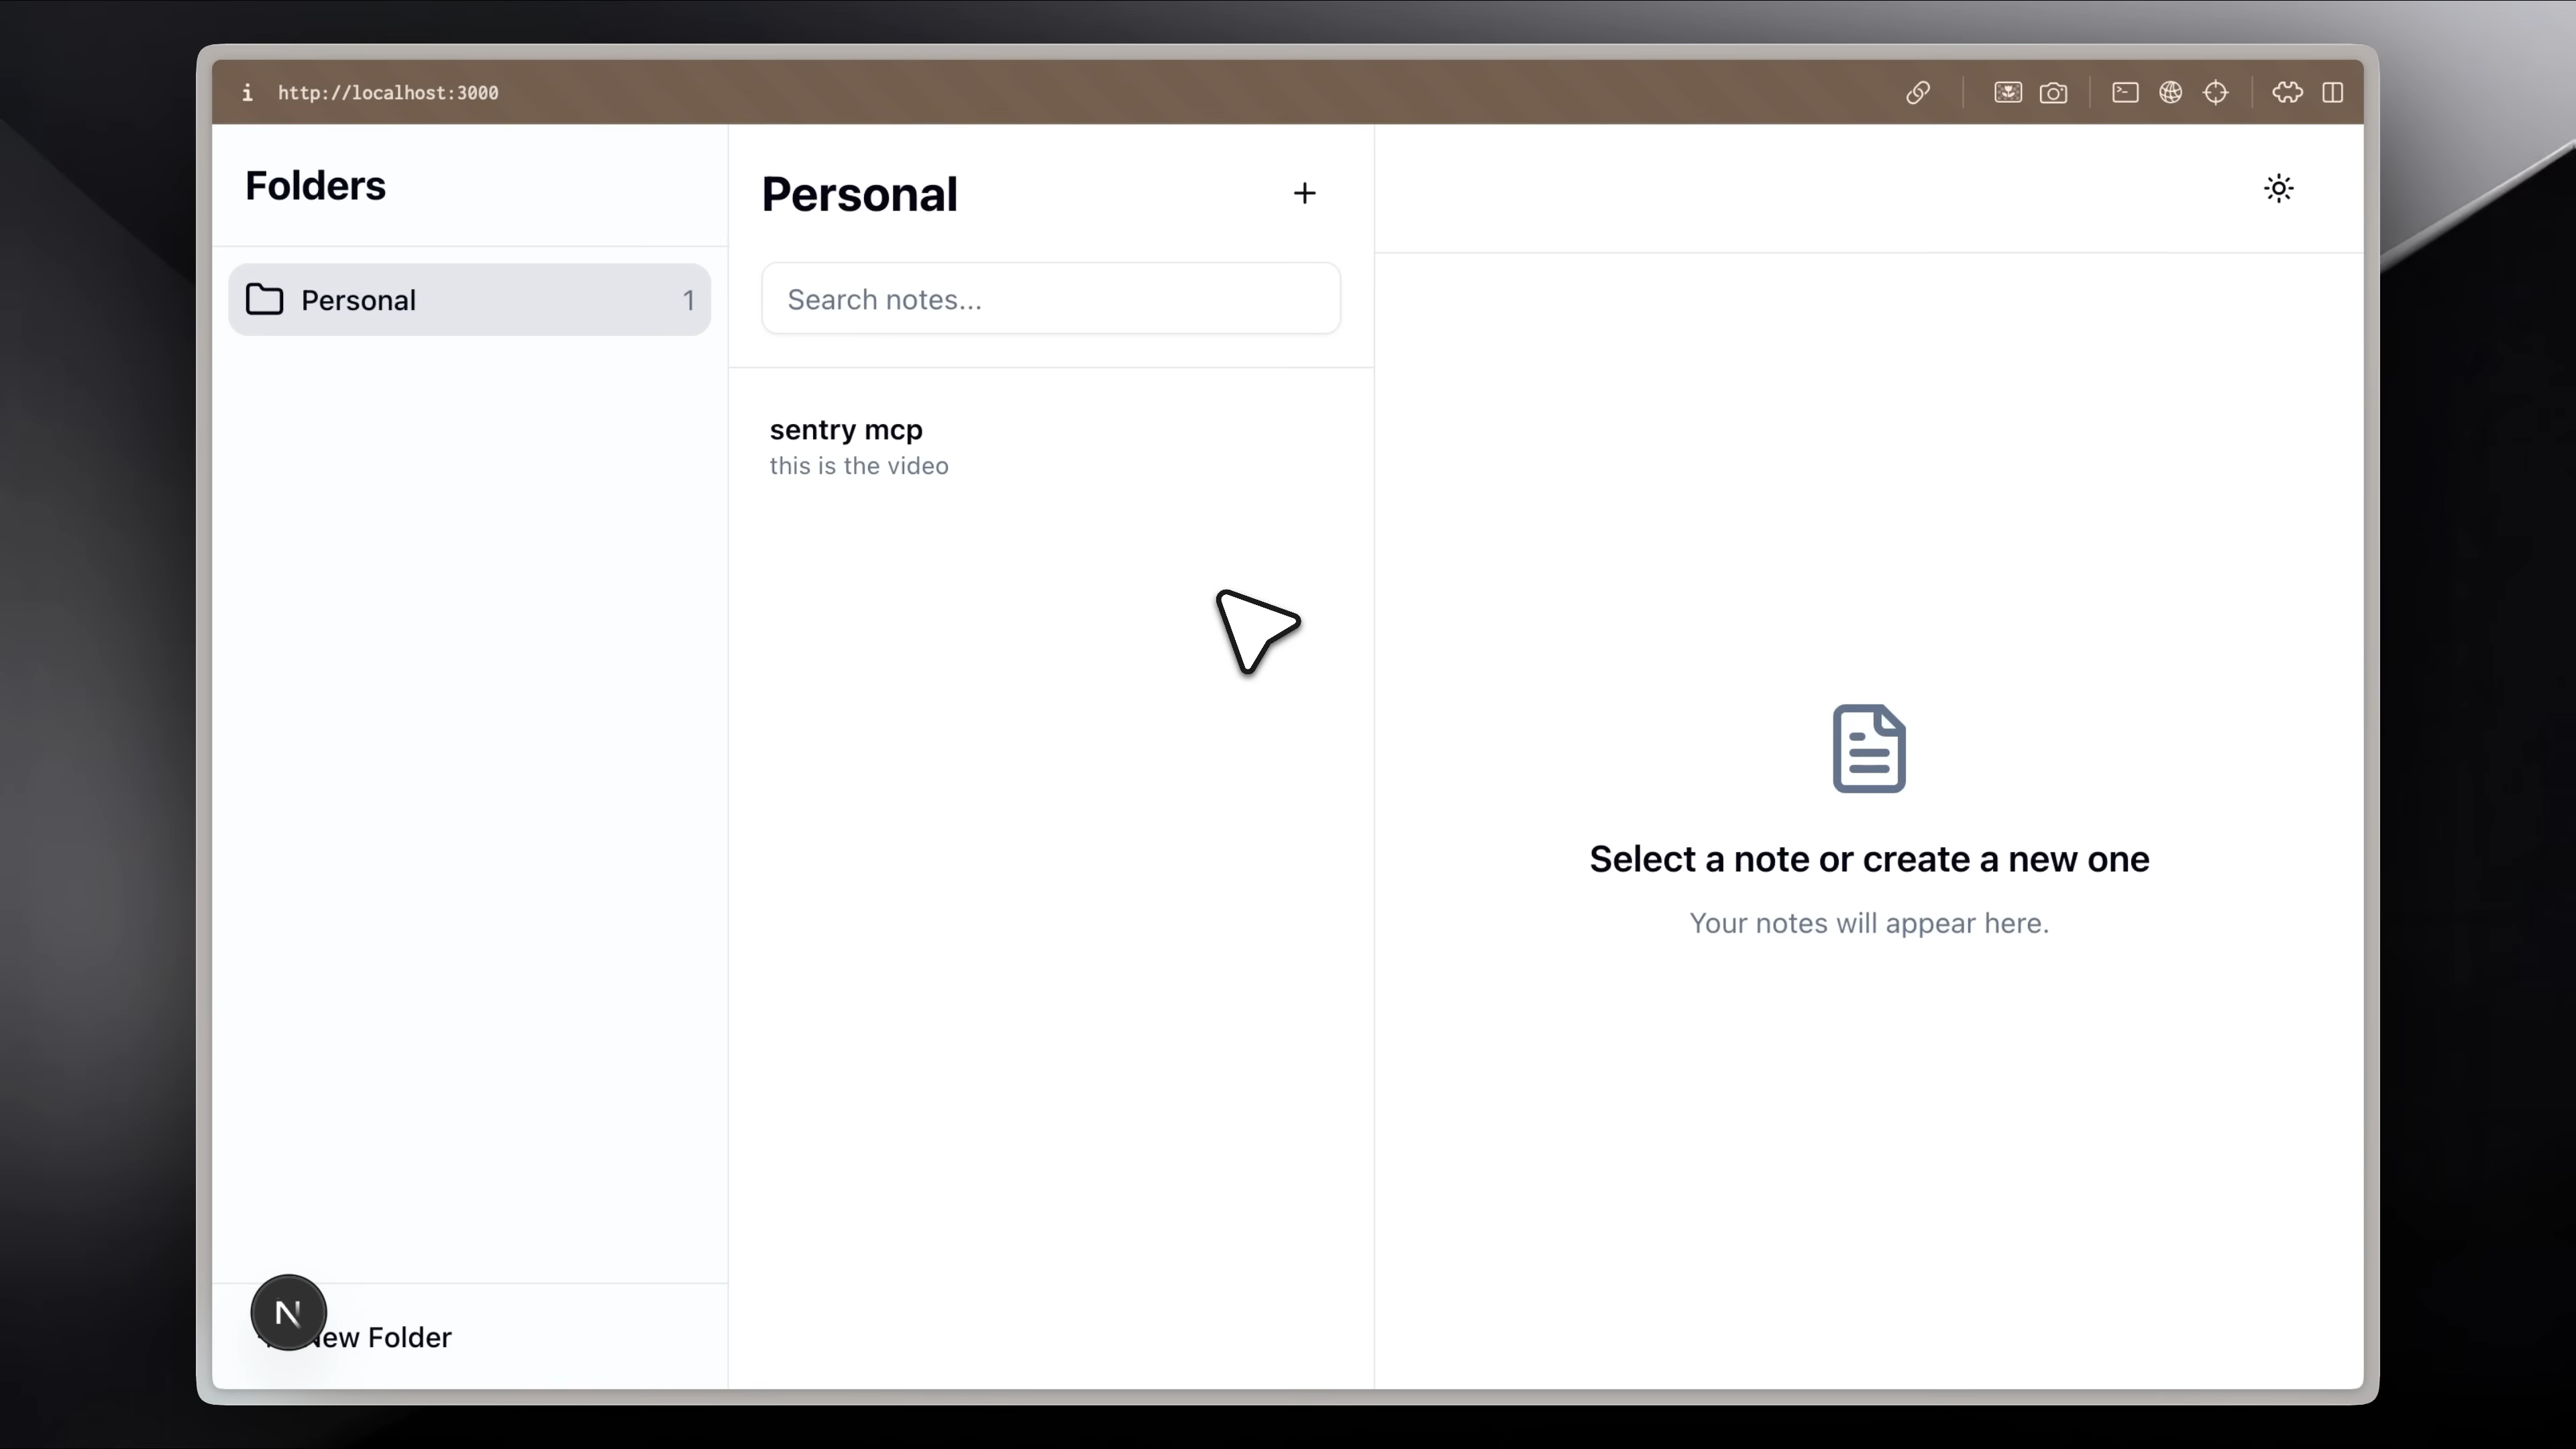 http://localhost:3000
Folders
Personal 1
New Folder
Personal
Search notes...
sentry mcp
this is the video
Select a note or create a new one
Your notes will appear here.
N